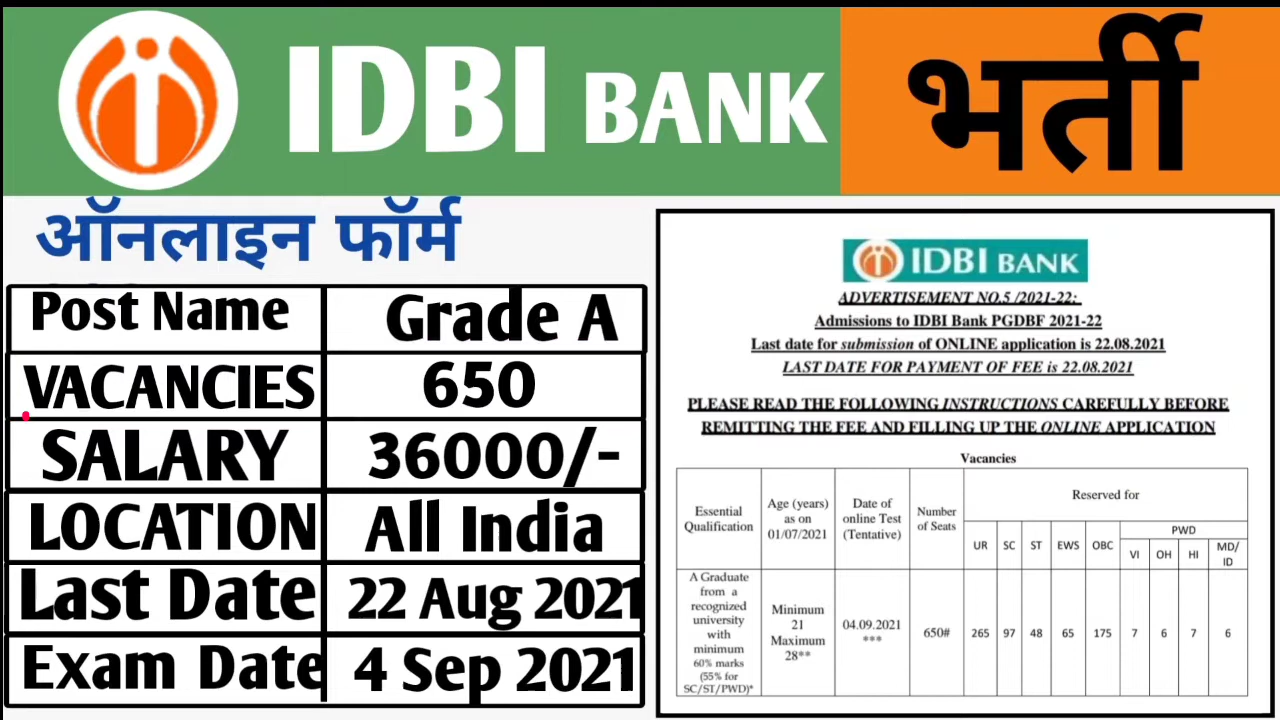 IDBI BANK
भर्ती
ऑनलाइन फॉर्म
Post Name Grade A
VACANCIES 650
SALARY 36000/-
LOCATION All India
Last Date 22 Aug 2021
Exam Date 4 Sep 2021
IDBI BANK
ADVERTISEMENT NO.5 /2021-22:
Admissions to IDBI Bank PGDBF 2021-22
Last date for submission of ONLINE application is 22.08.2021
LAST DATE FOR PAYMENT OF FEE is 22.08.2021
PLEASE READ THE FOLLOWING INSTRUCTIONS CAREFULLY BEFORE
REMITTING THE FEE AND FILLING UP THE ONLINE APPLICATION
Vacancies
Essential
Qualification
Age (years)
as on
01/07/2021
Date of
online Test
(Tentative)
Number
of Seats
Reserved for
UR SC ST EWS OBC
PWD
VI OH HI MD/
ID
A Graduate
from a
recognized
university
with
minimum
60% marks
(55% for
SC/ST/PWD)*
Minimum
21
Maximum
28**
04.09.2021
***
650# 265 97 48 65 175 7 6 7 6